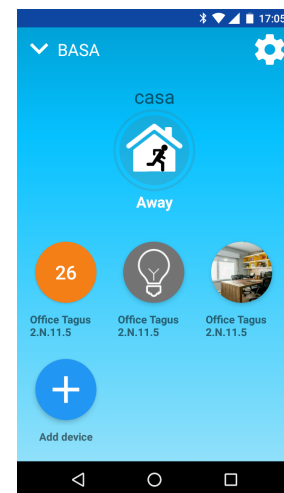 17:05
BASA
casa
Away
26
Office Tagus
2.N.11.5
Office Tagus
2.N.11.5
Office Tagus
2.N.11.5
Add device